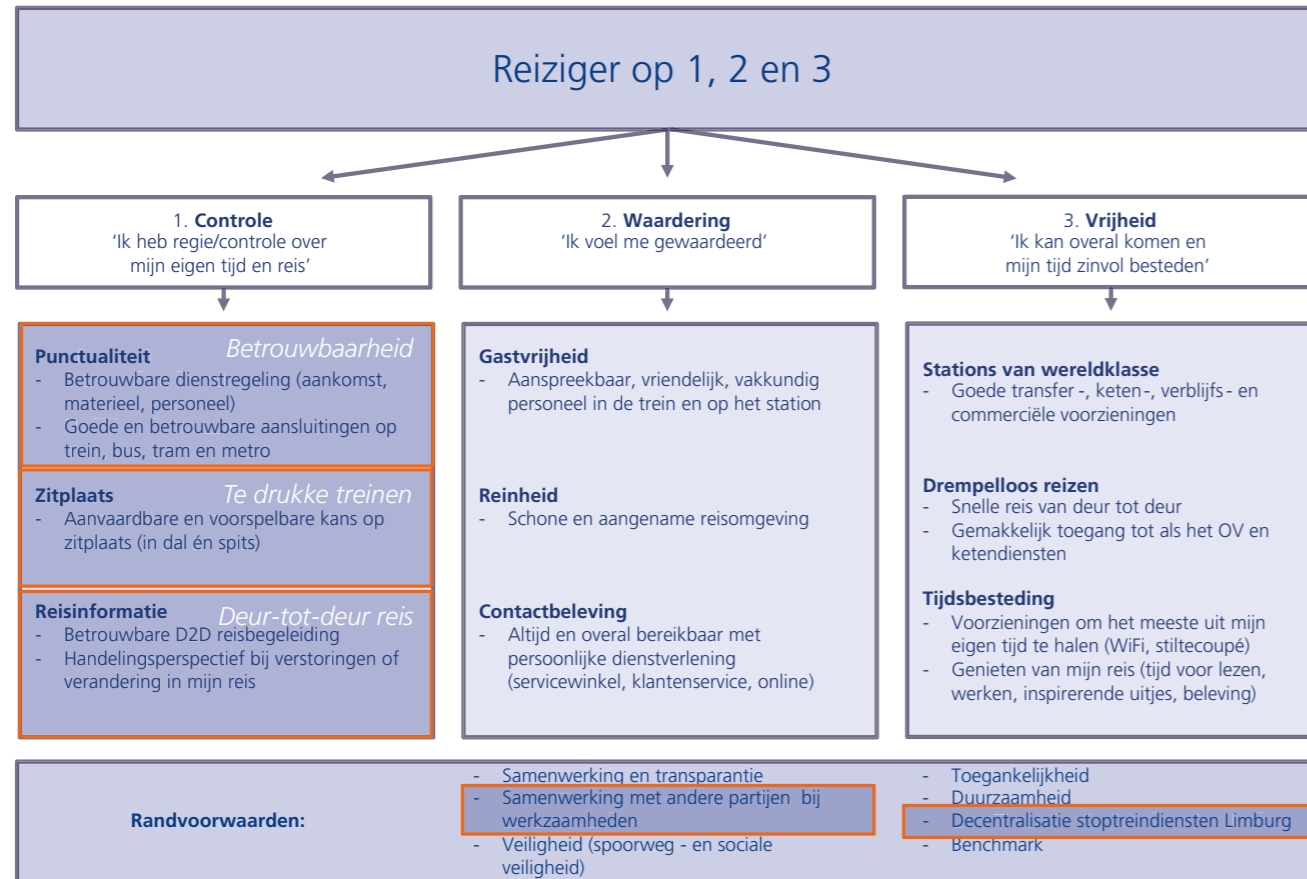 Reiziger op 1, 2 en 3
1. Controle
'Ik heb regie/controle over
mijn eigen tijd en reis'
2. Waardering
'Ik voel me gewaardeerd'
3. Vrijheid
'Ik kan overal komen en
mijn tijd zinvol besteden'
Punctualiteit Betrouwbaarheid
- Betrouwbare dienstregeling (aankomst,
materieel, personeel)
- Goede en betrouwbare aansluitingen op
trein, bus, tram en metro
Zitplaats Te drukke treinen
- Aanvaardbare en voorspelbare kans op
zitplaats (in dal én spits)
Reisinformatie Deur-tot-deur reis
- Betrouwbare D2D reisbegeleiding
- Handelingsperspectief bij verstoringen of
verandering in mijn reis
Gastvrijheid
- Aanspreekbaar, vriendelijk, vakkundig
personeel in de trein en op het station
Reinheid
- Schone en aangename reisomgeving
Contactbeleving
- Altijd en overal bereikbaar met
persoonlijke dienstverlening
(servicewinkel, klantenservice, online)
Stations van wereldklasse
- Goede transfer-, keten-, verblijfs- en
commerciële voorzieningen
Drempelloos reizen
- Snelle reis van deur tot deur
- Gemakkelijk toegang tot als het OV en
ketendiensten
Tijdsbesteding
- Voorzieningen om het meeste uit mijn
eigen tijd te halen (WiFi, stiltecoupé)
- Genieten van mijn reis (tijd voor lezen,
werken, inspirerende uitjes, beleving)
Randvoorwaarden:
- Samenwerking en transparantie
- Samenwerking met andere partijen bij
werkzaamheden
- Veiligheid (spoorweg - en sociale
veiligheid)
- Toegankelijkheid
- Duurzaamheid
- Decentralisatie stoptreindiensten Limburg
- Benchmark